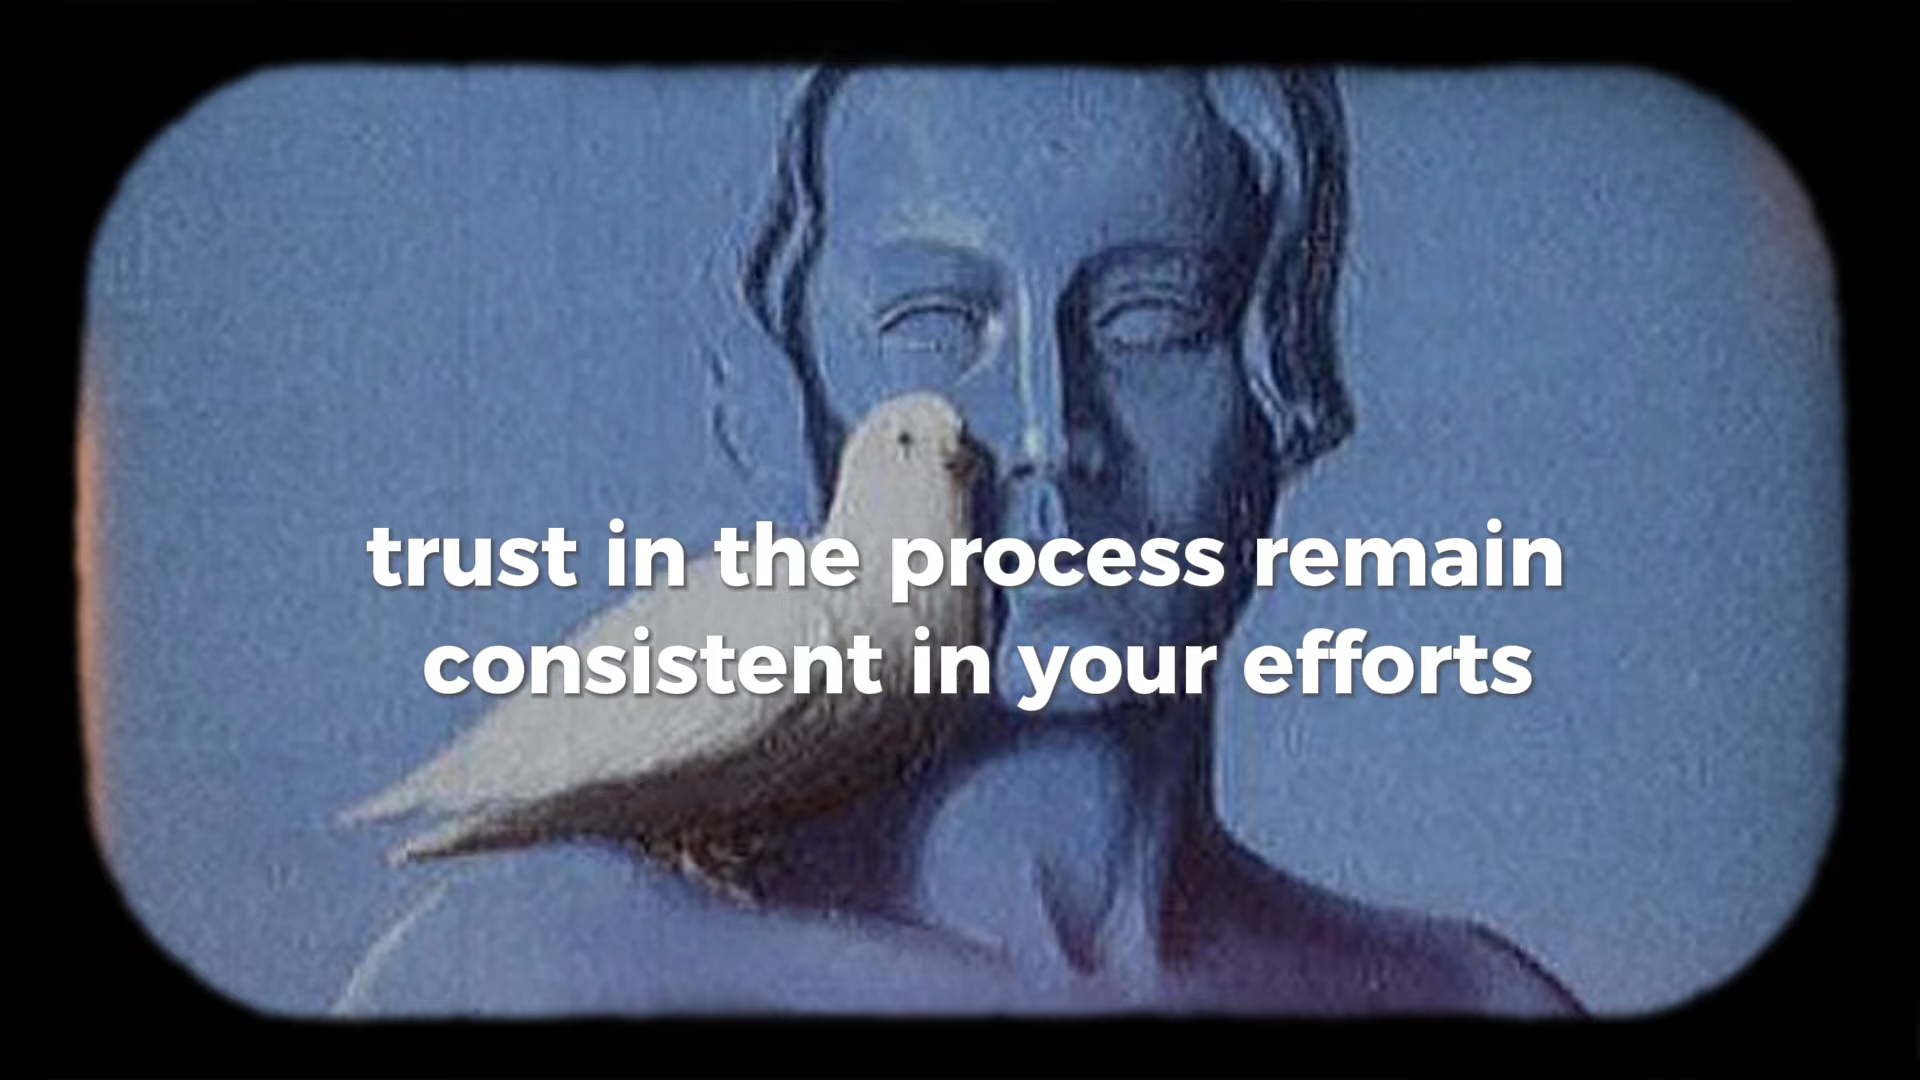 trust in the process remain
consistent in your efforts